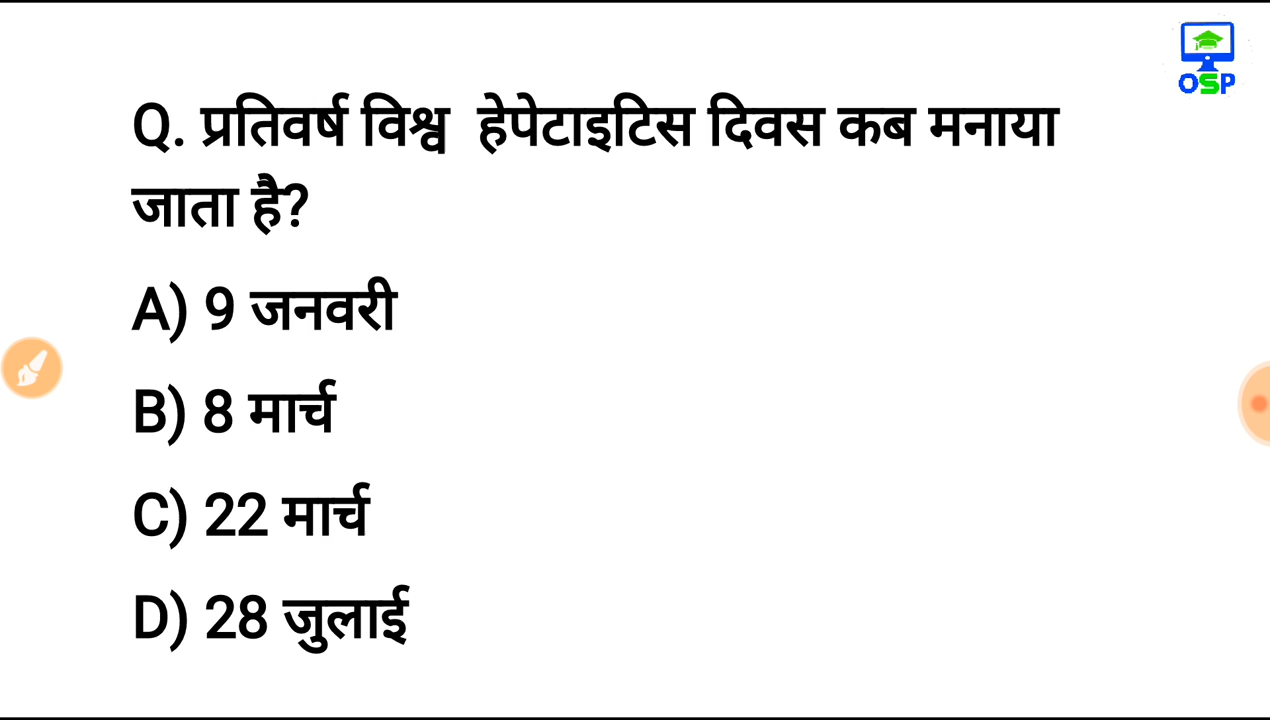 OSP
Q. प्रतिवर्ष विश्व हेपेटाइटिस दिवस कब मनाया
जाता है?
A) 9 जनवरी
B) 8 मार्च
C) 22 मार्च
D) 28 जुलाई